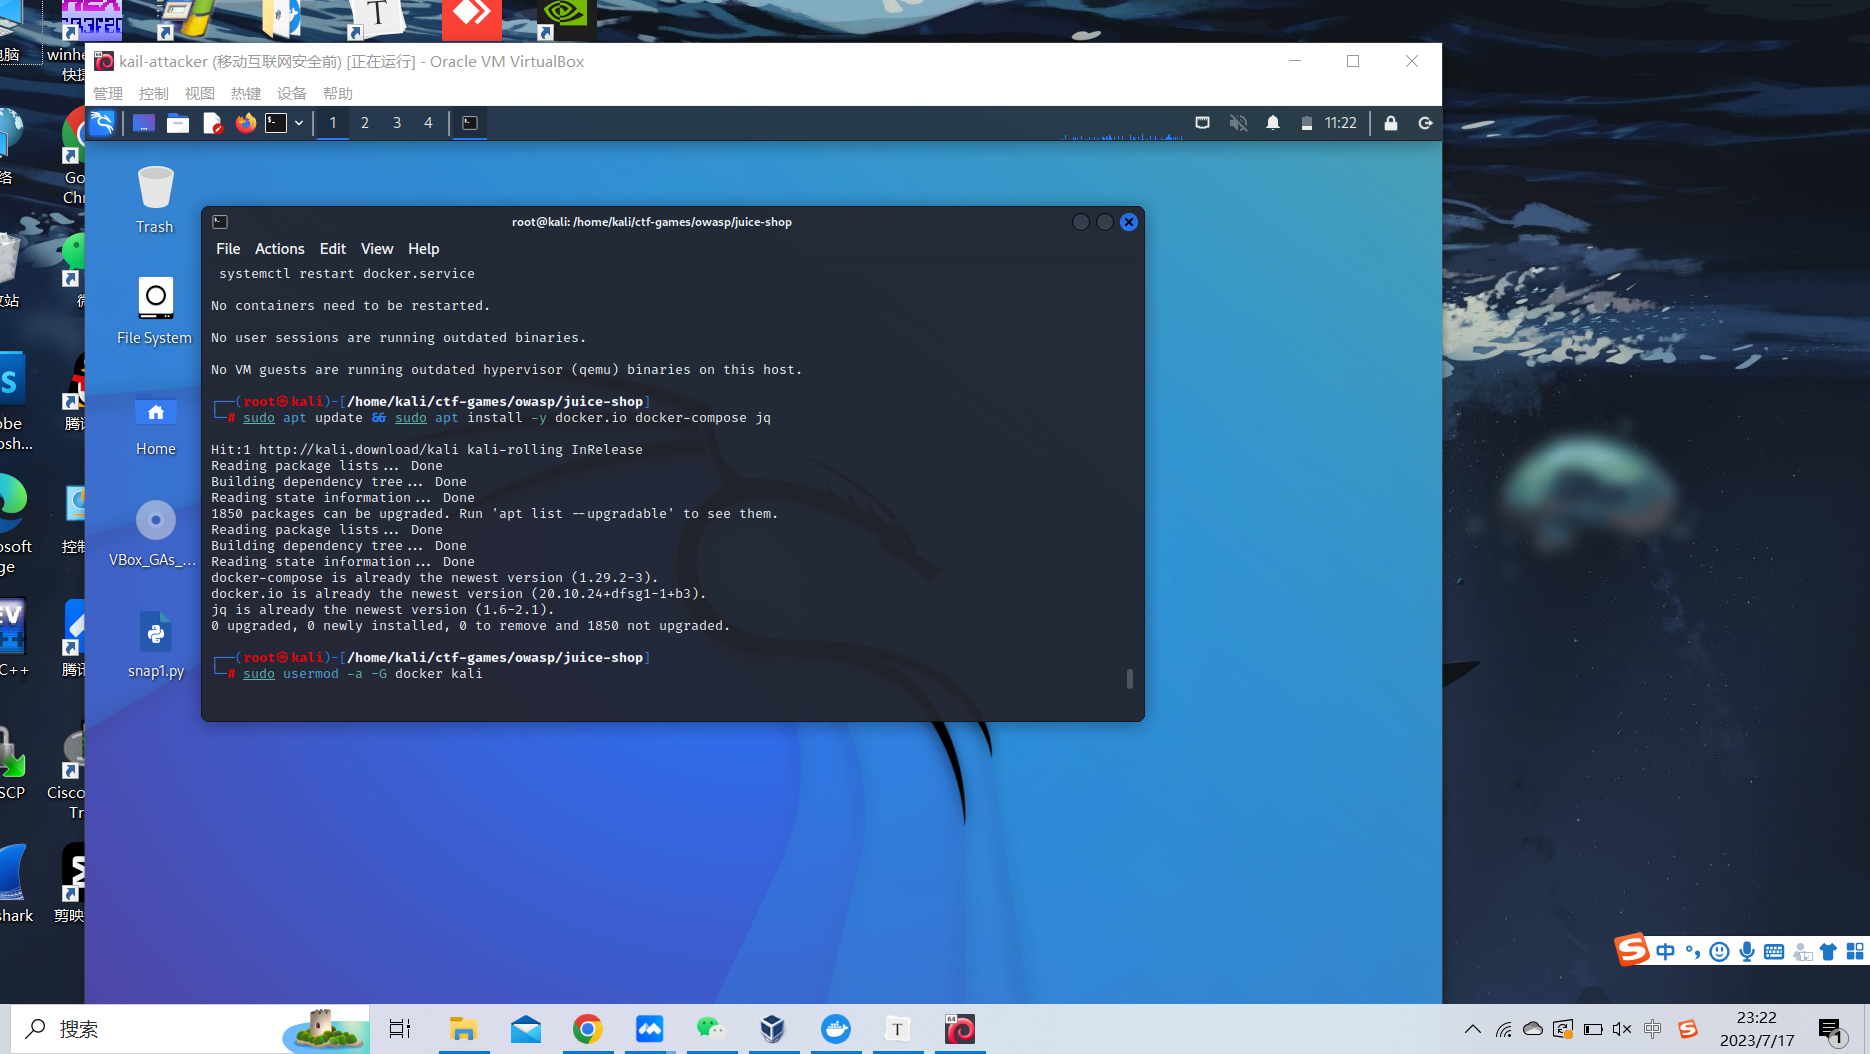 电脑
winhe
快捷
kail-attacker (移动互联网安全前) [正在运行] - Oracle VM VirtualBox
管理 控制 视图 热键 设备 帮助
1 2 3 4 11:22
络
Go
Chr
Trash
root@kali: /home/kali/ctf-games/owasp/juice-shop
File Actions Edit View Help
systemctl restart docker.service
No containers need to be restarted.
No user sessions are running outdated binaries.
No VM guests are running outdated hypervisor (qemu) binaries on this host.
┌──(root㉿kali)-[/home/kali/ctf-games/owasp/juice-shop]
└─# sudo apt update && sudo apt install -y docker.io docker-compose jq
Hit:1 http://kali.download/kali kali-rolling InRelease
Reading package lists... Done
Building dependency tree... Done
Reading state information... Done
1850 packages can be upgraded. Run 'apt list --upgradable' to see them.
Reading package lists... Done
Building dependency tree... Done
Reading state information... Done
docker-compose is already the newest version (1.29.2-3).
docker.io is already the newest version (20.10.24+dfsg1-1+b3).
jq is already the newest version (1.6-2.1).
0 upgraded, 0 newly installed, 0 to remove and 1850 not upgraded.
┌──(root㉿kali)-[/home/kali/ctf-games/owasp/juice-shop]
└─# sudo usermod -a -G docker kali
收站
微
File System
obe
osh...
腾
Home
osoft
ge
控制
VBox_GAs_...
C++
腾讯
snap1.py
SCP
Cisco
Tr
shark
剪映
中
搜索
T
64
中
23:22
2023/7/17
1